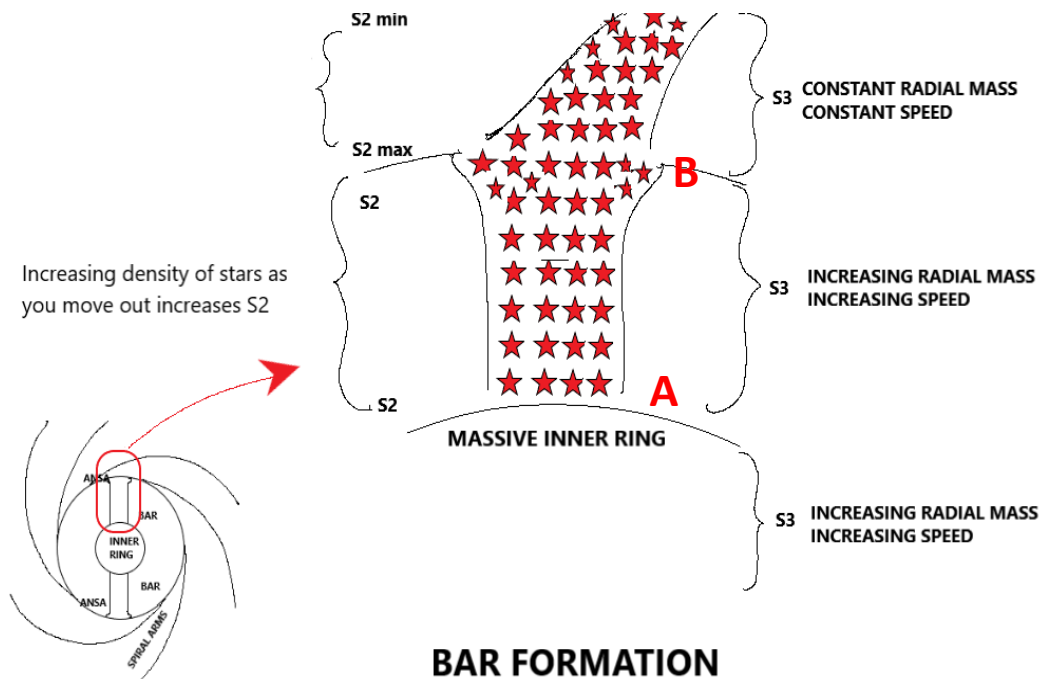 S2 min
S2 max
S3 CONSTANT RADIAL MASS
CONSTANT SPEED
B
S2
Increasing density of stars as
you move out increases S2
S3 INCREASING RADIAL MASS
INCREASING SPEED
A
S2
MASSIVE INNER RING
ANSA
BAR
INNER
RING
BAR
ANSA
SPIRAL ARMS
S3 INCREASING RADIAL MASS
INCREASING SPEED
BAR FORMATION